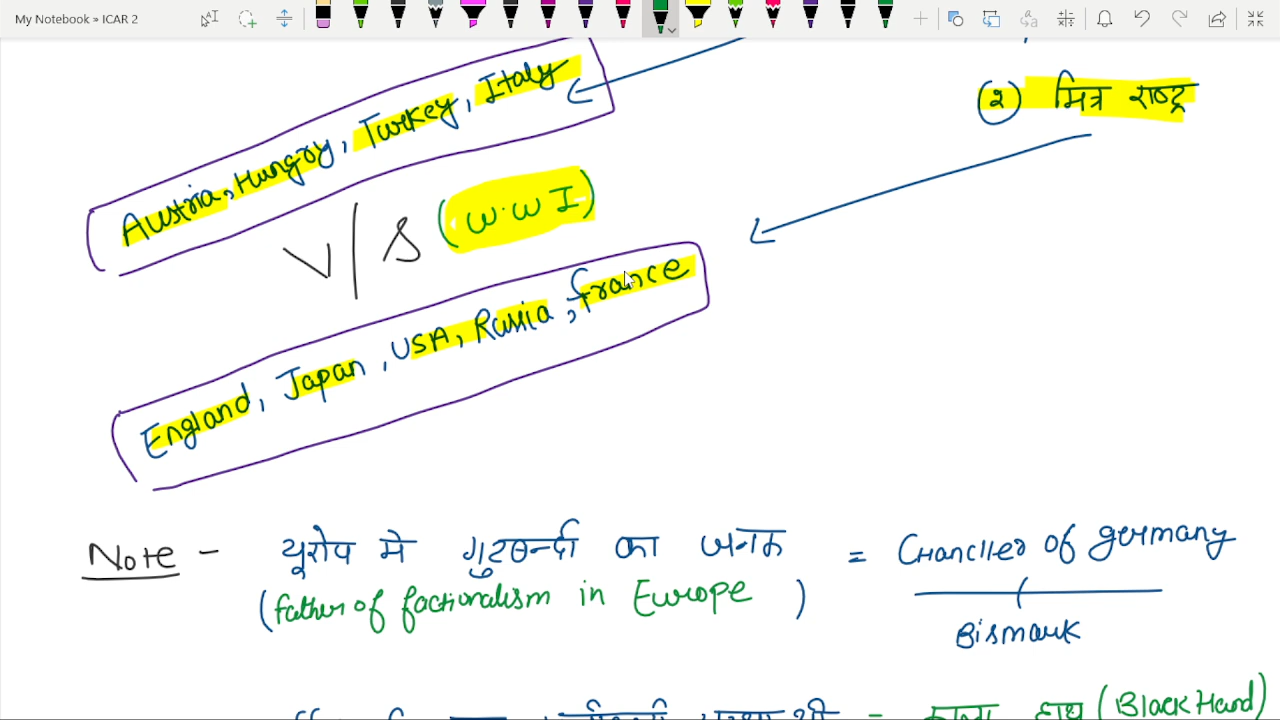 My Notebook » ICAR 2
Austria, Hungry, Turkey, Italy
(२) मित्र राष्ट्र
V/S (W.W I)
England, Japan, USA, Russia, france
Note - यूरोप मे गुटबन्दी का जनक = Chancller of germany
(father of factionalism in Europe)
Bismark
= काला हाथ (Black Hand)